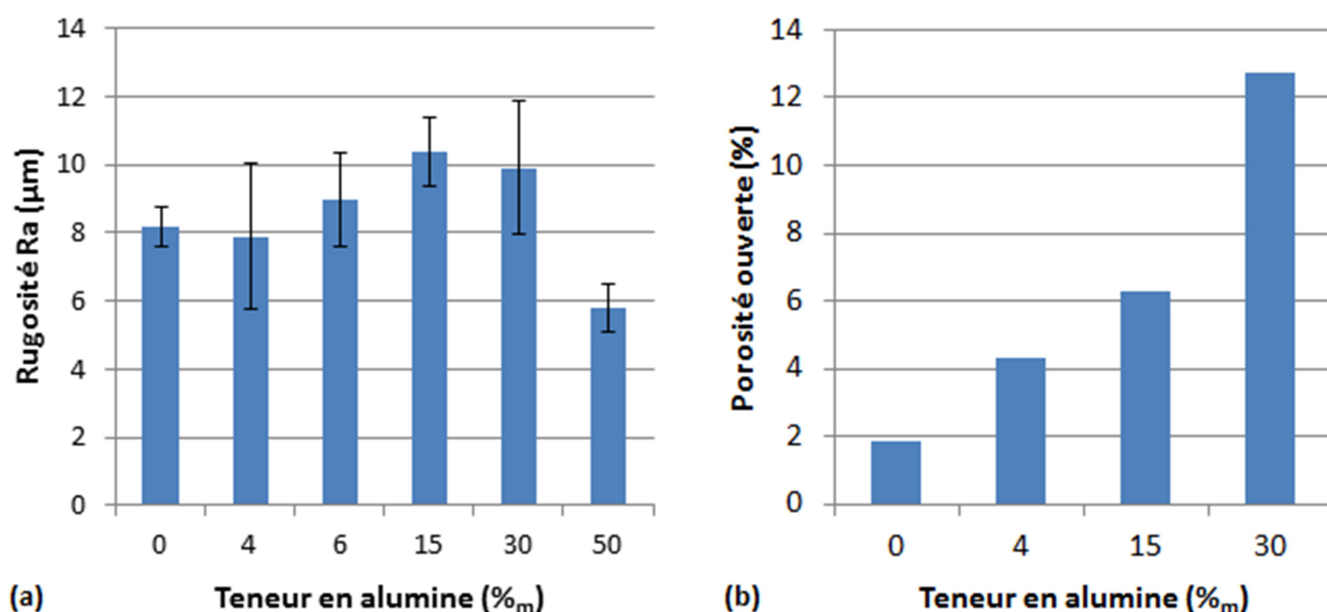 Rugosité Ra (µm)
14
12
10
8
6
4
2
0
0 4 6 15 30 50
(a) Teneur en alumine (%m)
Porosité ouverte (%)
14
12
10
8
6
4
2
0
0 4 15 30
(b) Teneur en alumine (%m)